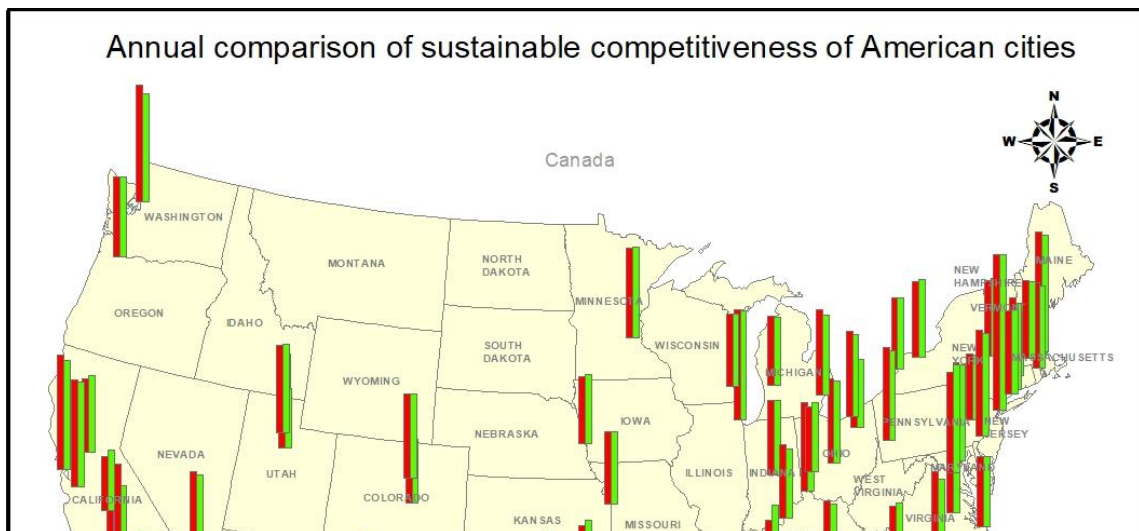 Annual comparison of sustainable competitiveness of American cities
N
W E
S
Canada
WASHINGTON
MONTANA
NORTH
DAKOTA
MINNESOTA
MAINE
NEW
HAMPSHIRE
VERMONT
OREGON
IDAHO
SOUTH
DAKOTA
WISCONSIN
MICHIGAN
NEW
YORK
MASSACHUSETTS
WYOMING
NEBRASKA
IOWA
PENNSYLVANIA
NEW
JERSEY
NEVADA
UTAH
COLORADO
ILLINOIS
INDIANA
OHIO
MARYLAND
WEST
VIRGINIA
CALIFORNIA
KANSAS
MISSOURI
VIRGINIA